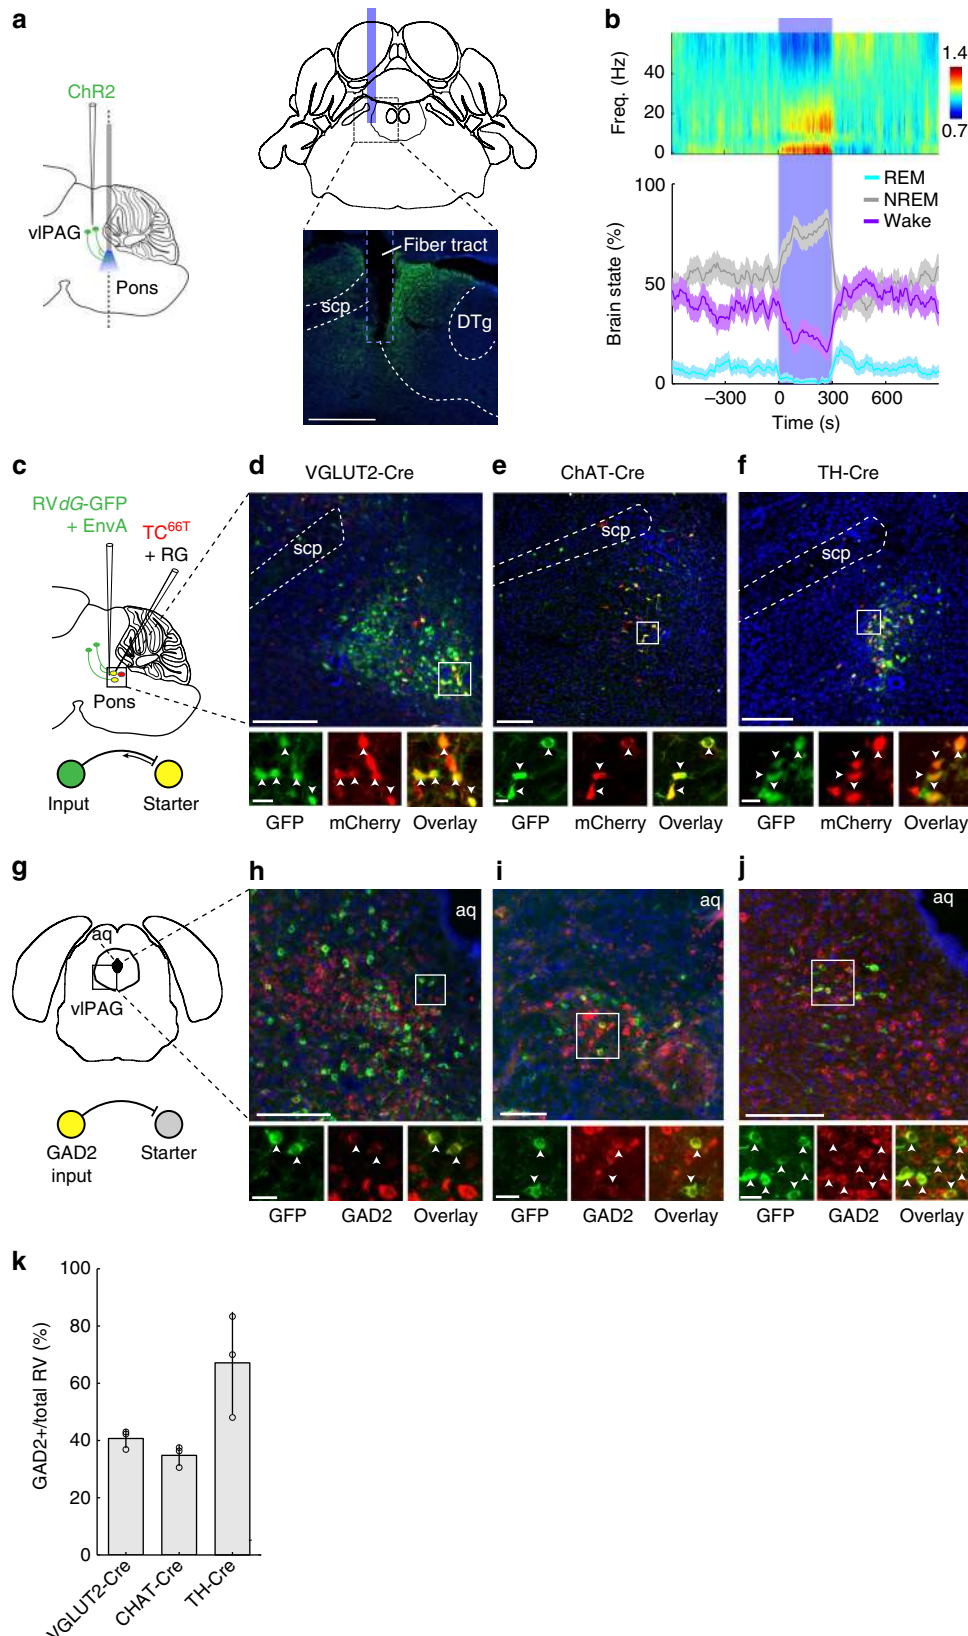 a
ChR2
vlPAG
Pons
Fiber tract
scp
DTg
b
Freq. (Hz)
40
20
0
1.4
0.7
REM
NREM
Wake
Brain state (%)
100
50
0
−300
0
300
600
Time (s)
c
RVdG-GFP
+ EnvA
TC66T
+ RG
Pons
Input
Starter
d
VGLUT2-Cre
scp
GFP
mCherry
Overlay
e
ChAT-Cre
scp
GFP
mCherry
Overlay
f
TH-Cre
scp
GFP
mCherry
Overlay
g
aq
vlPAG
GAD2
input
Starter
h
aq
GFP
GAD2
Overlay
i
aq
GFP
GAD2
Overlay
j
aq
GFP
GAD2
Overlay
k
GAD2+/total RV (%)
100
80
60
40
20
0
VGLUT2-Cre
CHAT-Cre
TH-Cre